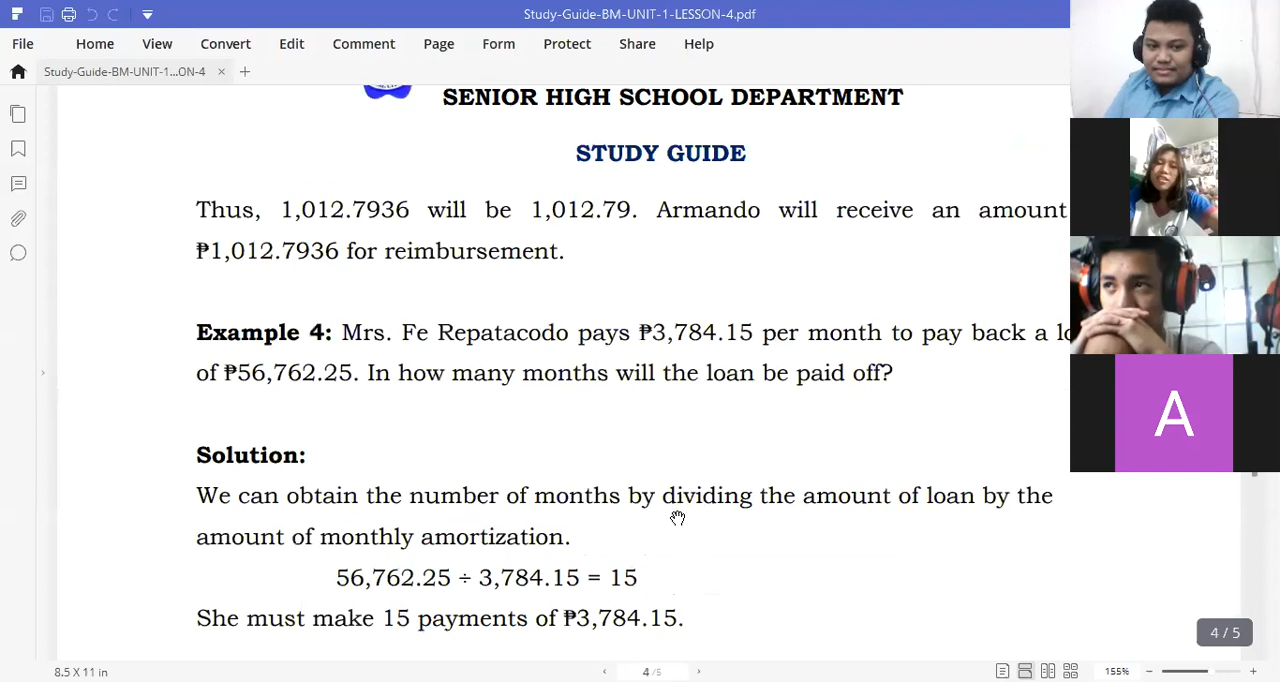 Study-Guide-BM-UNIT-1-LESSON-4.pdf
File Home View Convert Edit Comment Page Form Protect Share Help
Study-Guide-BM-UNIT-1...ON-4 × +
SENIOR HIGH SCHOOL DEPARTMENT
STUDY GUIDE
Thus, 1,012.7936 will be 1,012.79. Armando will receive an amount
₱1,012.7936 for reimbursement.
Example 4: Mrs. Fe Repatacodo pays ₱3,784.15 per month to pay back a lo
of ₱56,762.25. In how many months will the loan be paid off?
Solution:
We can obtain the number of months by dividing the amount of loan by the
amount of monthly amortization.
56,762.25 ÷ 3,784.15 = 15
She must make 15 payments of ₱3,784.15.
A
4 / 5
8.5 X 11 in
4 /5
155%